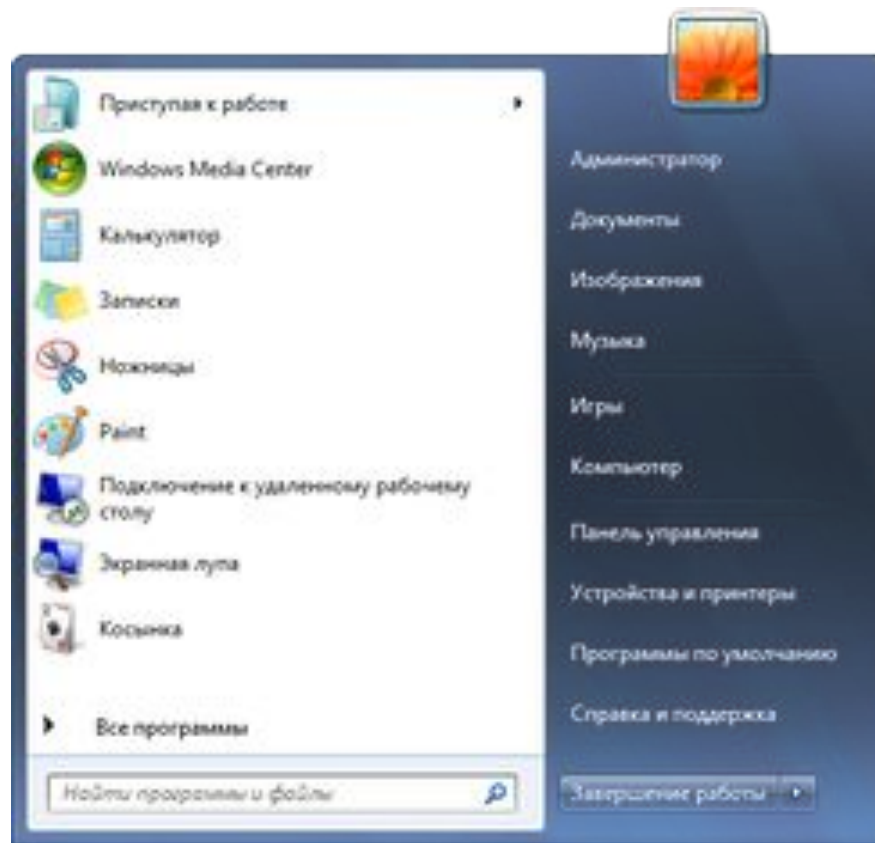 Приступая к работе
Windows Media Center
Калькулятор
Записки
Ножницы
Paint
Подключение к удаленному рабочему
столу
Экранная лупа
Косынка
Все программы
Найти программы и файлы
Администратор
Документы
Изображения
Музыка
Игры
Компьютер
Панель управления
Устройства и принтеры
Программы по умолчанию
Справка и поддержка
Завершение работы